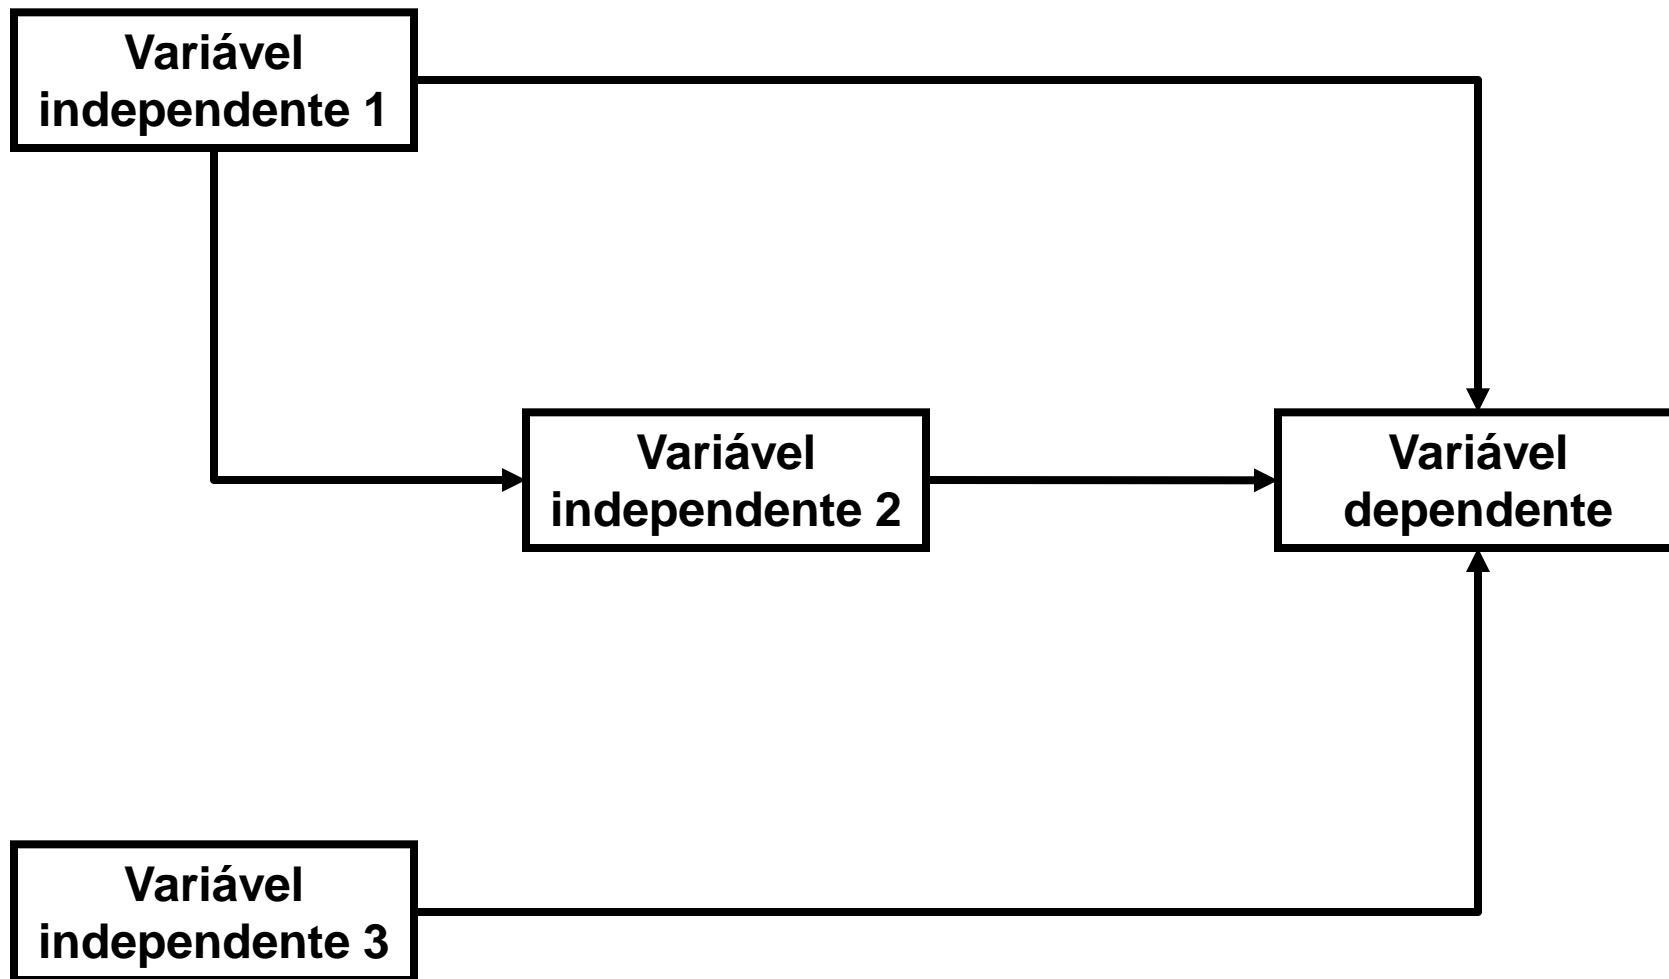 Variável
independente 1
Variável
independente 2
Variável
dependente
Variável
independente 3